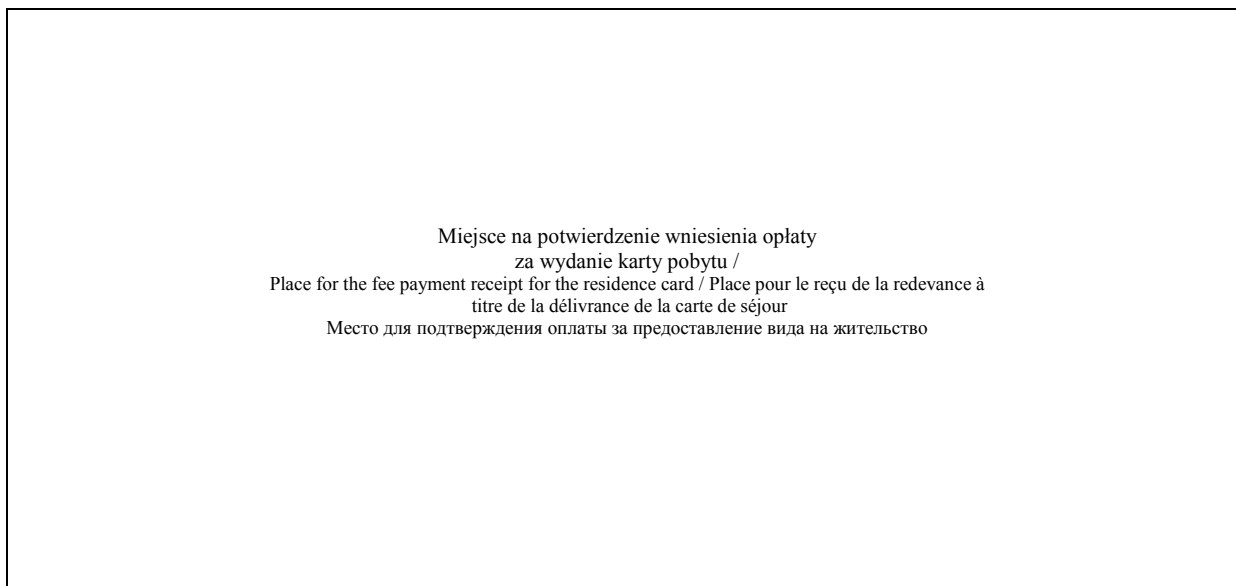 Miejsce na potwierdzenie wniesienia opłaty
za wydanie karty pobytu /
Place for the fee payment receipt for the residence card / Place pour le reçu de la redevance à
titre de la délivrance de la carte de séjour
Место для подтверждения оплаты за предоставление вида на жительство